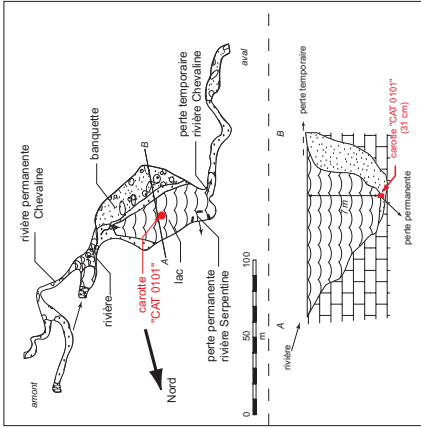 amont
rivière permanente
Chevaline
rivière
banquette
A
B
lac
carotte
"CAT 0101"
Nord
perte permanente
rivière Serpentine
perte temporaire
rivière Chevaline
aval
0
50
100
m
A
B
rivière
perte temporaire
7m
carotte "CAT 0101"
(31 cm)
perte permanente